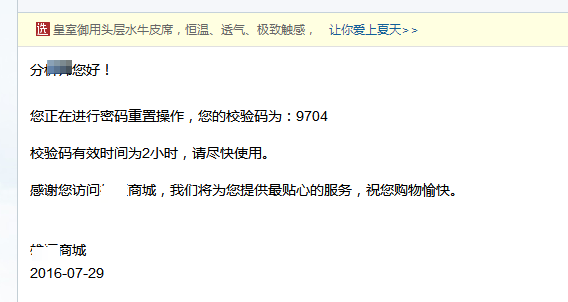 选 皇室御用头层水牛皮席，恒温、透气、极致触感， 让你爱上夏天>>
您好！
您正在进行密码重置操作，您的校验码为：9704
校验码有效时间为2小时，请尽快使用。
感谢您访问 商城，我们将为您提供最贴心的服务，祝您购物愉快。
商城
2016-07-29